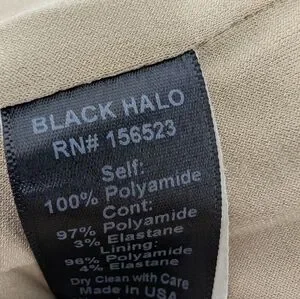 BLACK HALO
RN# 156523
Self:
100% Polyamide
Cont:
97% Polyamide
3% Elastane
Lining:
96% Polyamide
4% Elastane
Dry Clean with Care
Made in USA